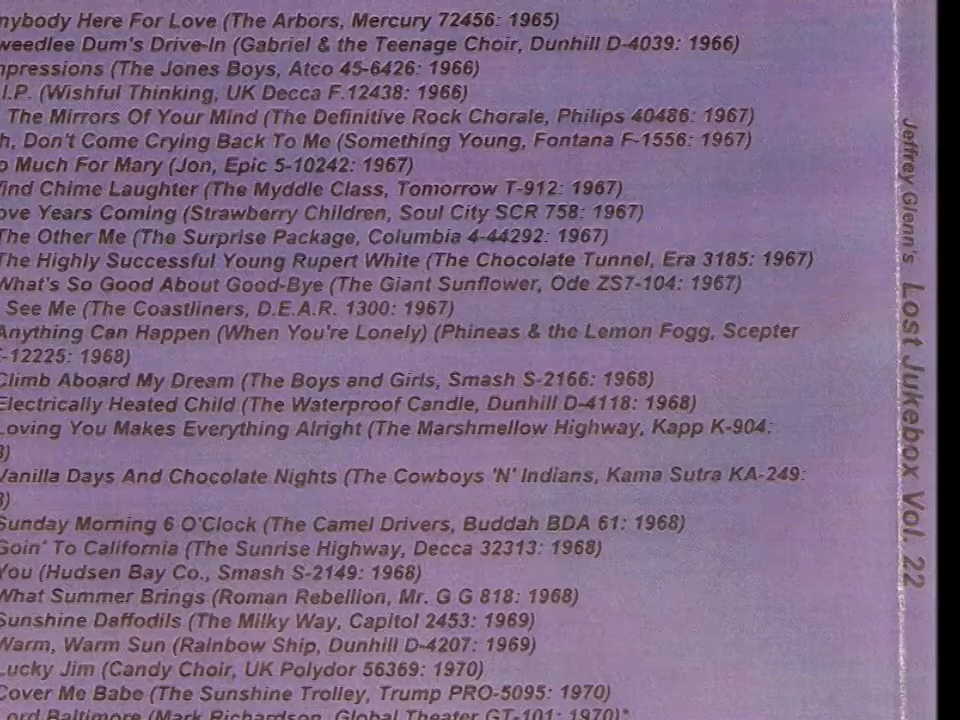 nybody Here For Love (The Arbors, Mercury 72456: 1965)
weedlee Dum's Drive-In (Gabriel & the Teenage Choir, Dunhill D-4039: 1966)
npressions (The Jones Boys, Atco 45-6426: 1966)
.I.P. (Wishful Thinking, UK Decca F.12438: 1966)
The Mirrors Of Your Mind (The Definitive Rock Chorale, Philips 40486: 1967)
h, Don't Come Crying Back To Me (Something Young, Fontana F-1556: 1967)
o Much For Mary (Jon, Epic 5-10242: 1967)
ind Chime Laughter (The Myddle Class, Tomorrow T-912: 1967)
ove Years Coming (Strawberry Children, Soul City SCR 758: 1967)
The Other Me (The Surprise Package, Columbia 4-44292: 1967)
The Highly Successful Young Rupert White (The Chocolate Tunnel, Era 3185: 1967)
What's So Good About Good-Bye (The Giant Sunflower, Ode ZS7-104: 1967)
See Me (The Coastliners, D.E.A.R. 1300: 1967)
Anything Can Happen (When You're Lonely) (Phineas & the Lemon Fogg, Scepter
-12225: 1968)
Climb Aboard My Dream (The Boys and Girls, Smash S-2166: 1968)
Electrically Heated Child (The Waterproof Candle, Dunhill D-4118: 1968)
Loving You Makes Everything Alright (The Marshmellow Highway, Kapp K-904:
8)
Vanilla Days And Chocolate Nights (The Cowboys 'N' Indians, Kama Sutra KA-249:
8)
Sunday Morning 6 O'Clock (The Camel Drivers, Buddah BDA 61: 1968)
Goin' To California (The Sunrise Highway, Decca 32313: 1968)
You (Hudsen Bay Co., Smash S-2149: 1968)
What Summer Brings (Roman Rebellion, Mr. G G 818: 1968)
Sunshine Daffodils (The Milky Way, Capitol 2453: 1969)
Warm, Warm Sun (Rainbow Ship, Dunhill D-4207: 1969)
Lucky Jim (Candy Choir, UK Polydor 56369: 1970)
Cover Me Babe (The Sunshine Trolley, Trump PRO-5095: 1970)
Lord Baltimore (Mark Richardson, Global Theater GT-101: 1970)*
Jeffrey Glenn's Lost Jukebox Vol. 22